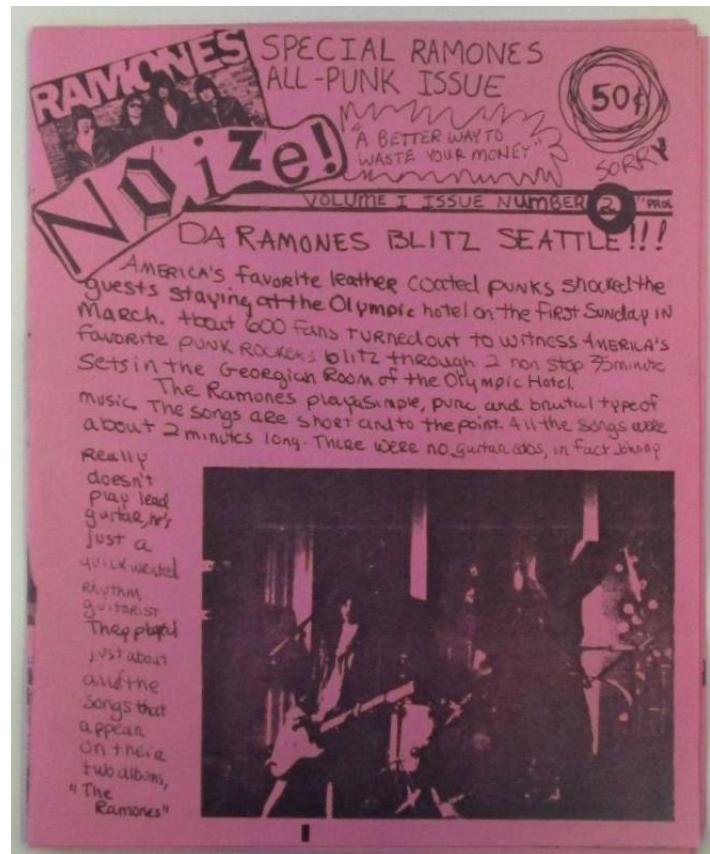 RAMONES
SPECIAL RAMONES
ALL-PUNK ISSUE
50¢
SORRY
"A BETTER WAY TO
WASTE YOUR MONEY"
Noize!
VOLUME I ISSUE NUMBER 2
DA RAMONES BLITZ SEATTLE!!!
AMERICA'S favorite leather coated punks shocked the
guests staying at the Olympic hotel on the first Sunday IN
March. About 600 fans turned out to witness AMERICA'S
favorite PUNK ROCKERS blitz through 2 non stop 75 minute
Sets in the Georgian Room of the Olympic Hotel.
The Ramones play a simple, pure and brutul type of
music. The songs are short and to the point. All the songs were
about 2 minutes long. There were no guitar solos, in fact Johnny
Really
doesn't
play lead
guitar, he's
just a
quick wristed
Rhythm
guitarist
They played
just about
all of the
songs that
appear
on their
two albums,
"The
Ramones"